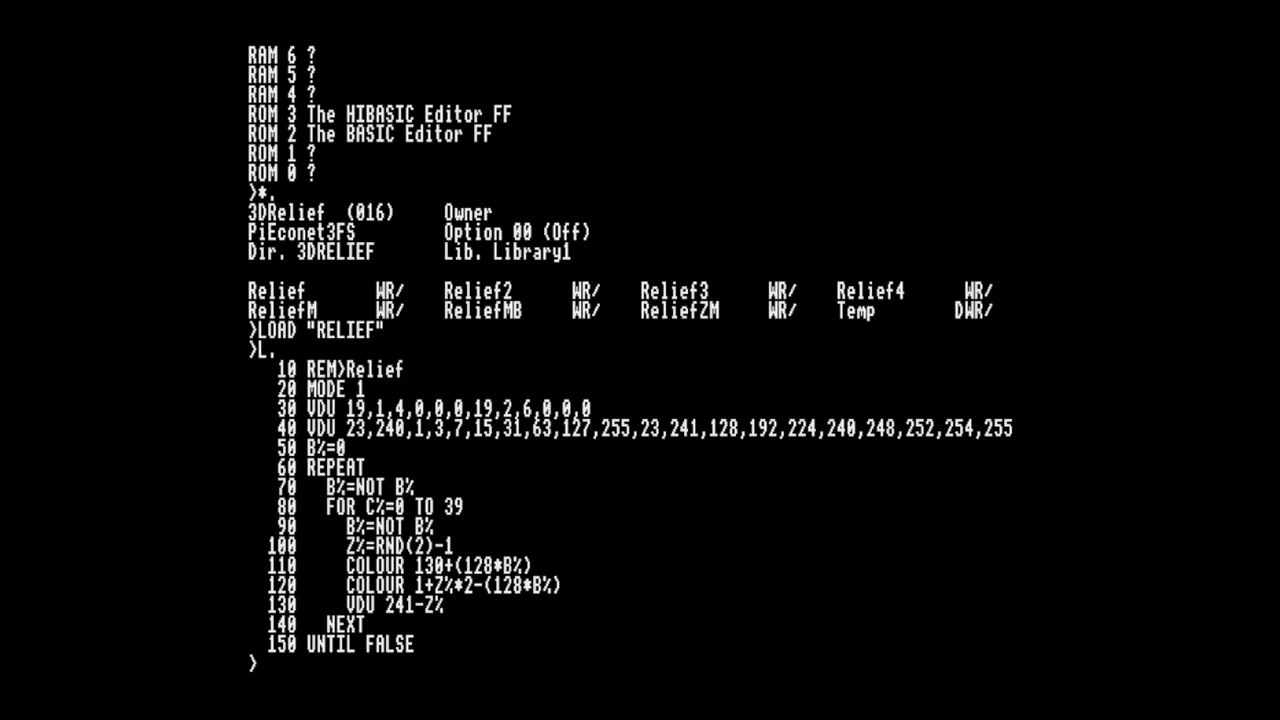 RAM 6 ?
RAM 5 ?
RAM 4 ?
ROM 3 The HIBASIC Editor FF
ROM 2 The BASIC Editor FF
ROM 1 ?
ROM 0 ?
>*.
3DRelief  (016)     Owner
PiEconet3FS         Option 00 (Off)
Dir. 3DRELIEF       Lib. Library1

Relief       WR/    Relief2      WR/    Relief3      WR/    Relief4      WR/
ReliefM      WR/    ReliefMB     WR/    ReliefZM     WR/    Temp        DWR/
>LOAD "RELIEF"
>L.
   10 REM>Relief
   20 MODE 1
   30 VDU 19,1,4,0,0,0,19,2,6,0,0,0
   40 VDU 23,240,1,3,7,15,31,63,127,255,23,241,128,192,224,240,248,252,254,255
   50 B%=0
   60 REPEAT
   70   B%=NOT B%
   80   FOR C%=0 TO 39
   90     B%=NOT B%
  100     Z%=RND(2)-1
  110     COLOUR 130+(128*B%)
  120     COLOUR 1+Z%*2-(128*B%)
  130     VDU 241-Z%
  140   NEXT
  150 UNTIL FALSE
>